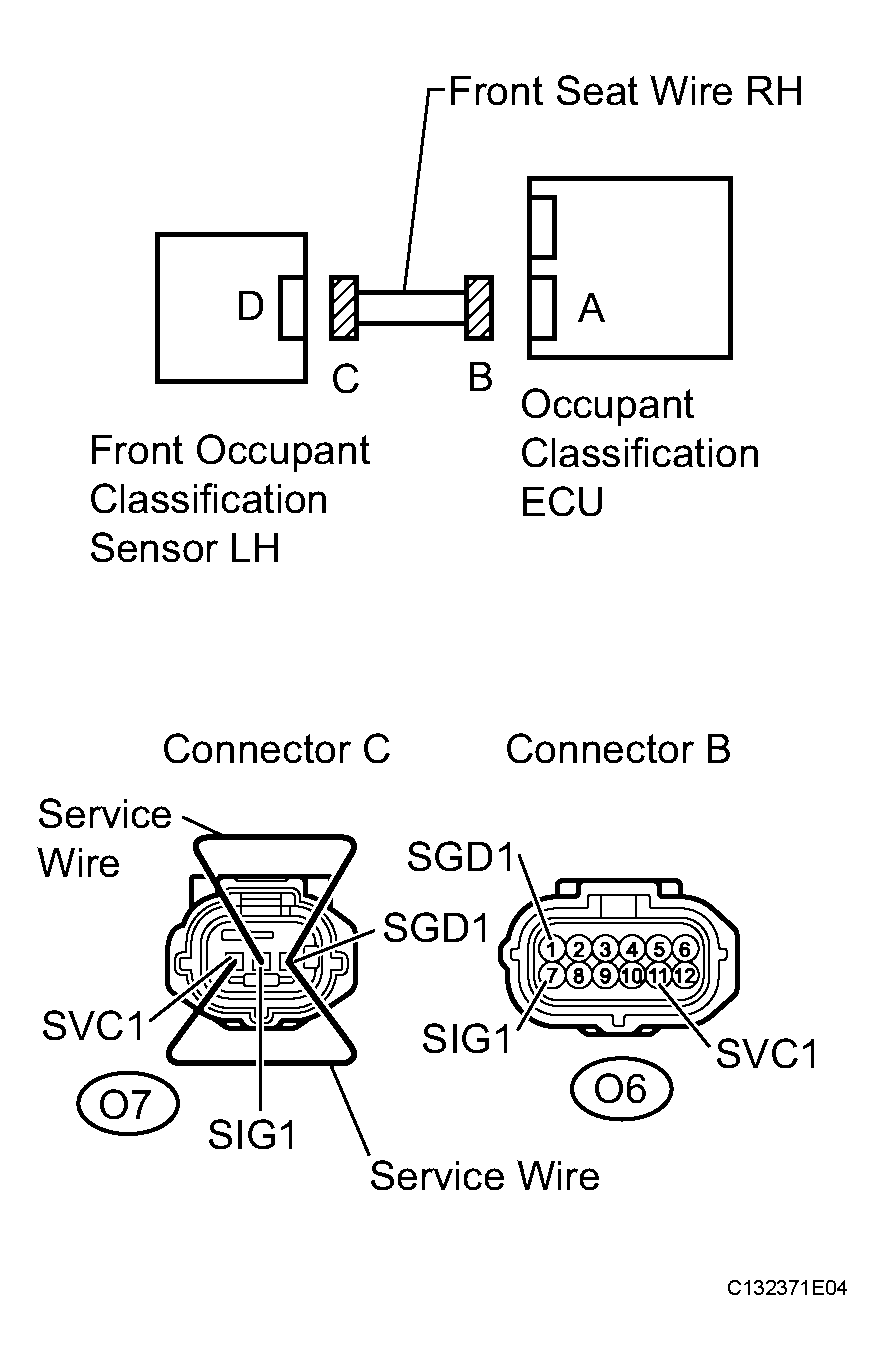 Front Seat Wire RH
D
A
C
B
Front Occupant
Classification
Sensor LH
Occupant
Classification
ECU
Connector C
Connector B
Service
Wire
SGD1
SVC1
SIG1
O7
Service Wire
SGD1
1 2 3 4 5 6
7 8 9 10 11 12
SIG1
SVC1
O6
C132371E04